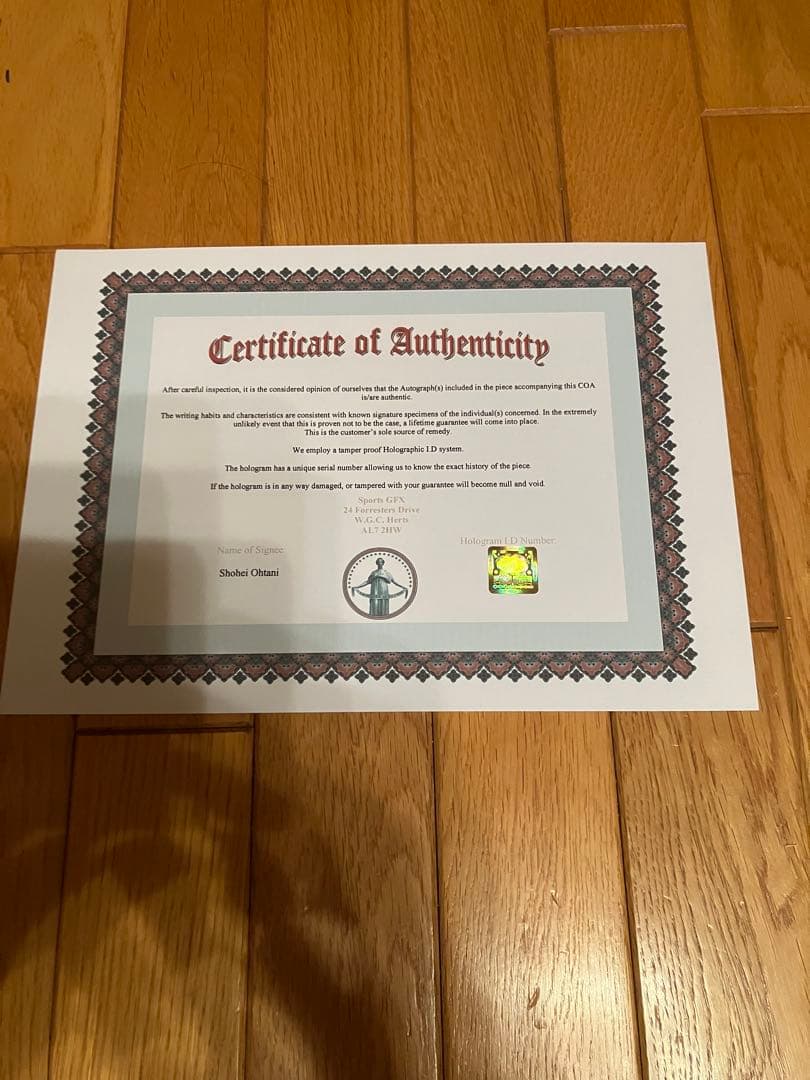 Certificate of Authenticity
After careful inspection, it is the considered opinion of ourselves that the Autograph(s) included in the piece accompanying this COA
is/are authentic.
The writing habits and characteristics are consistent with known signature specimens of the individual(s) concerned. In the extremely
unlikely event that this is proven not to be the case, a lifetime guarantee will come into place.
This is the customer's sole source of remedy.
We employ a tamper proof Holographic I.D system.
The hologram has a unique serial number allowing us to know the exact history of the piece
If the hologram is in any way damaged, or tampered with your guarantee will become null and void.
Sports GFX
24 Forresters Drive
W.G.C. Herts
AL7 2HW
Name of Signee:
Hologram I.D Number:
Shohei Ohtani